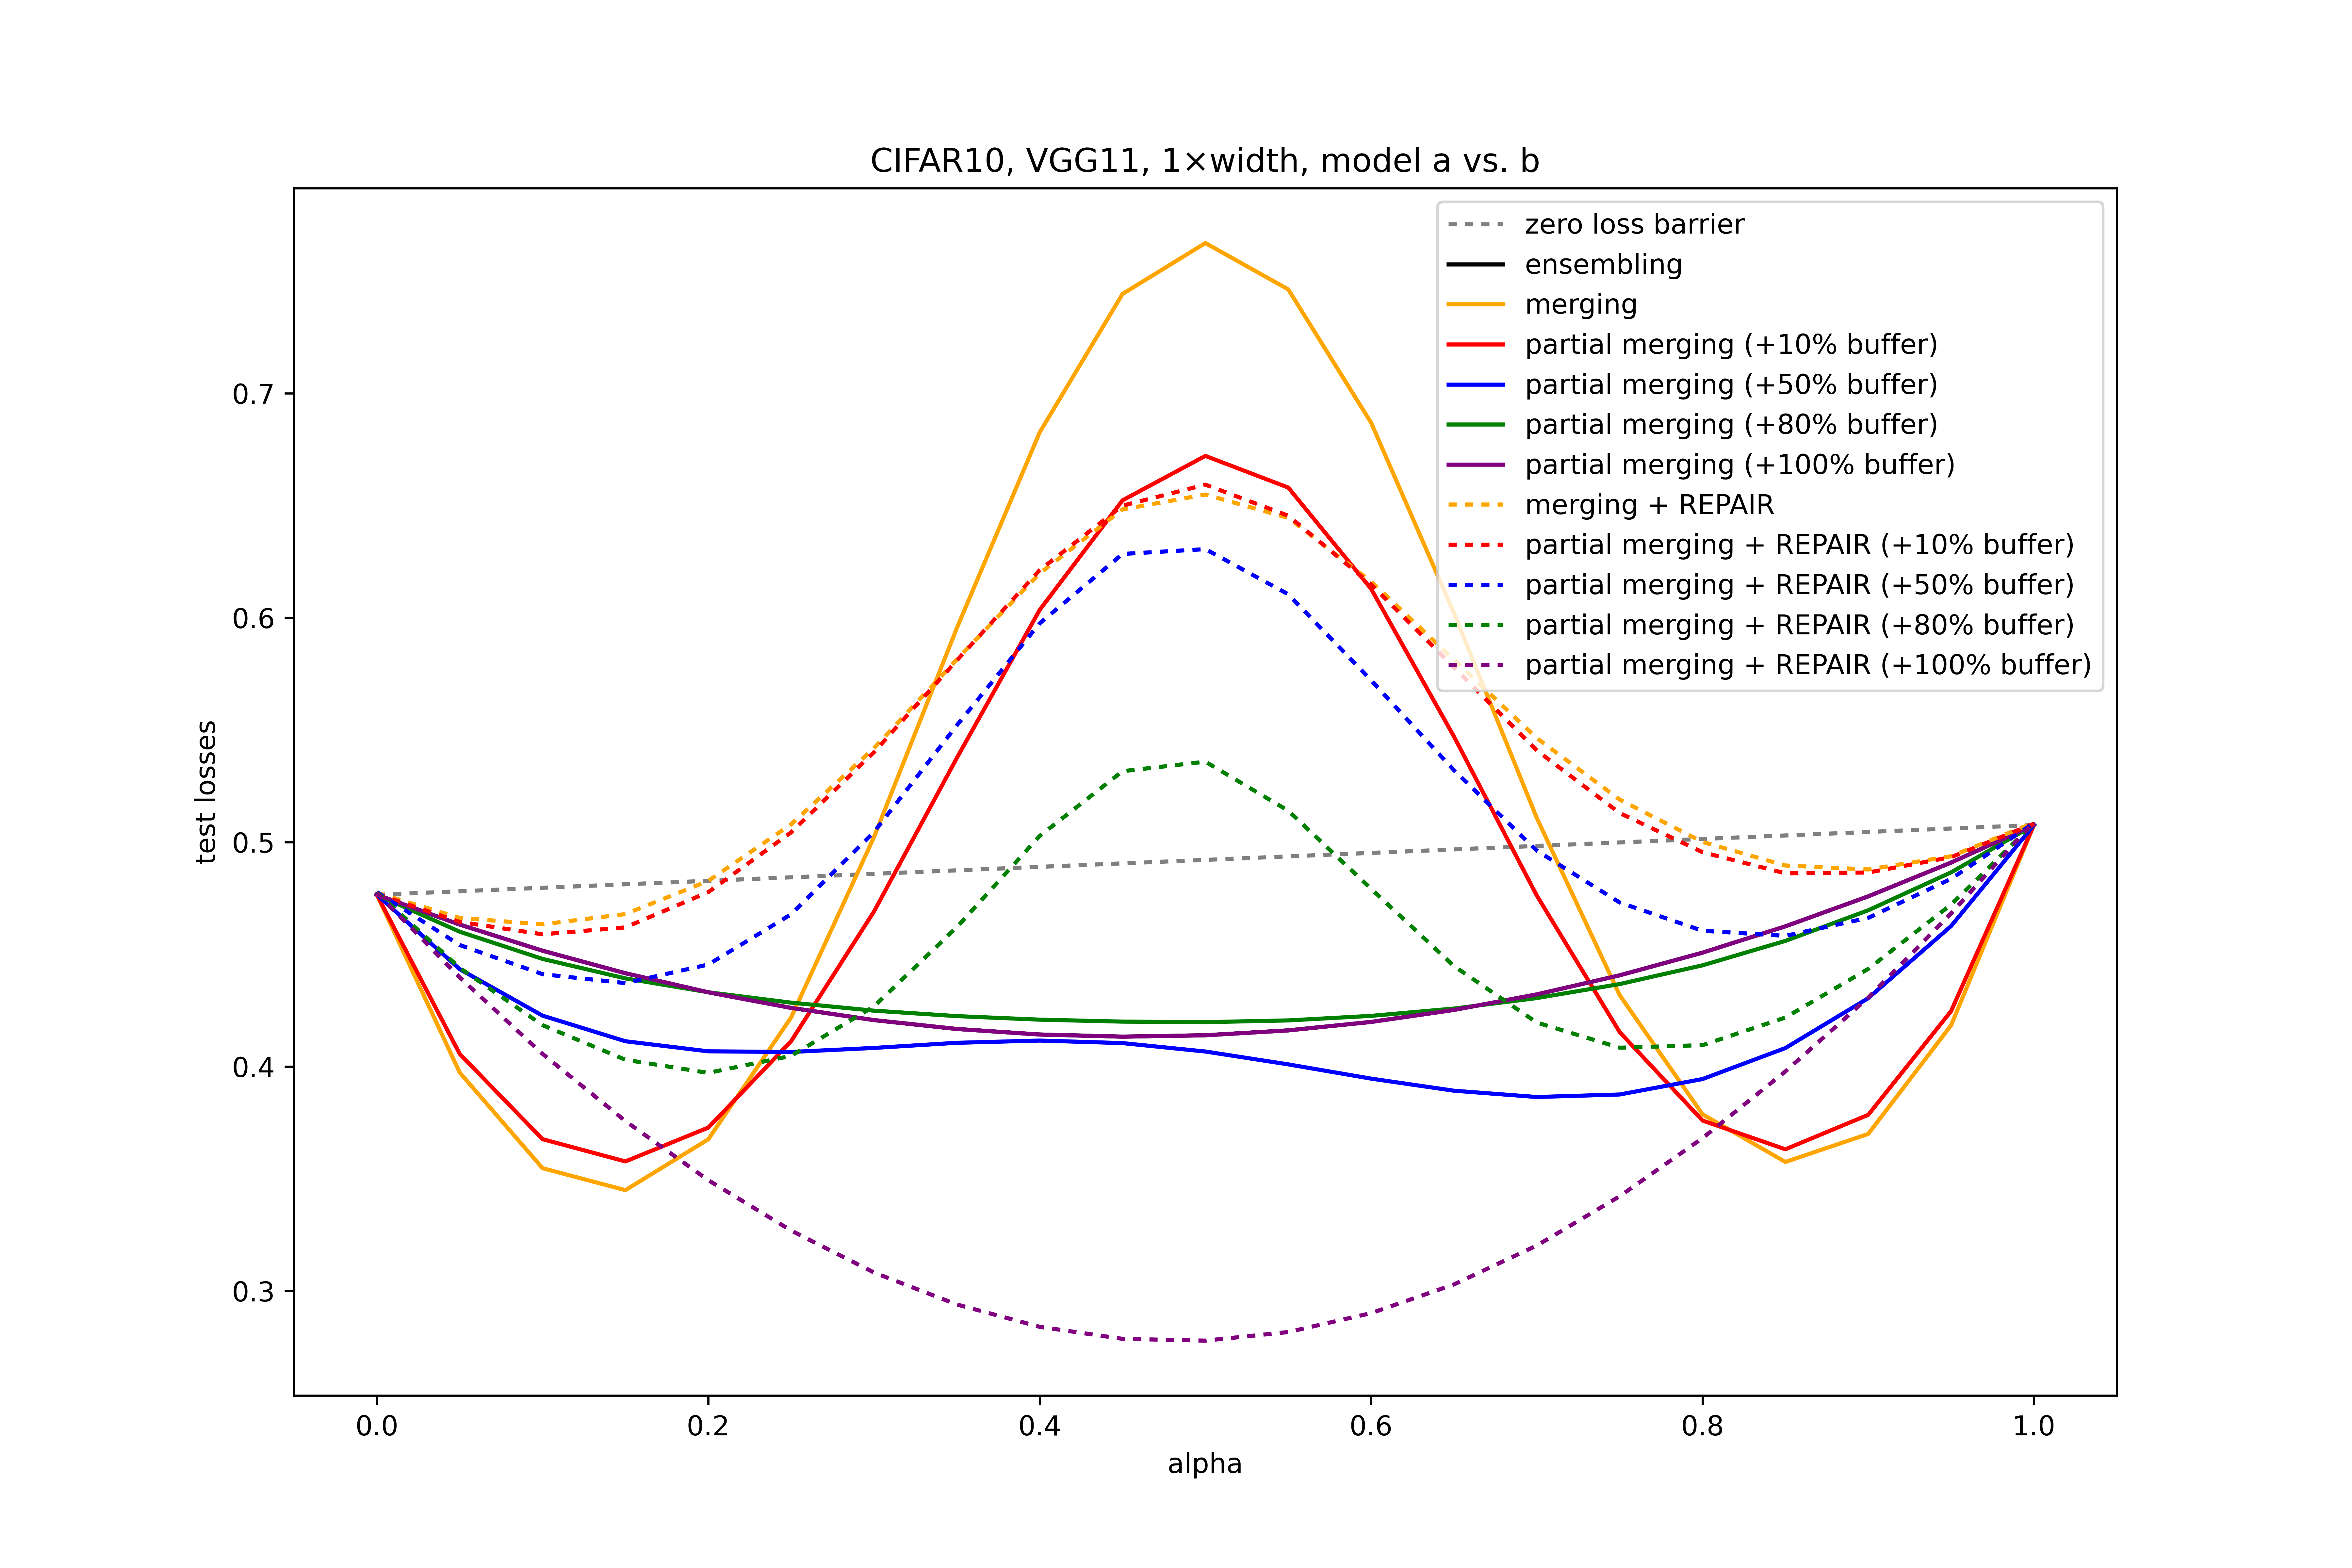 CIFAR10, VGG11, 1×width, model a vs. b
zero loss barrier
ensembling
merging
partial merging (+10% buffer)
partial merging (+50% buffer)
partial merging (+80% buffer)
partial merging (+100% buffer)
merging + REPAIR
partial merging + REPAIR (+10% buffer)
partial merging + REPAIR (+50% buffer)
partial merging + REPAIR (+80% buffer)
partial merging + REPAIR (+100% buffer)
test losses
0.7
0.6
0.5
0.4
0.3
0.0 0.2 0.4 0.6 0.8 1.0
alpha